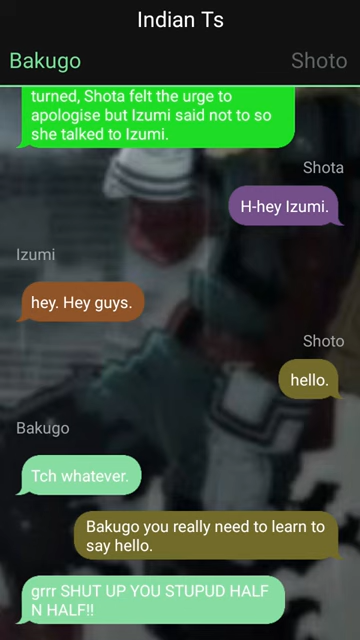 Indian Ts
Bakugo
Shoto
turned, Shota felt the urge to
apologise but Izumi said not to so
she talked to Izumi.
Shota
H-hey Izumi.
Izumi
hey. Hey guys.
Shoto
hello.
Bakugo
Tch whatever.
Bakugo you really need to learn to
say hello.
grrr SHUT UP YOU STUPUD HALF
N HALF!!